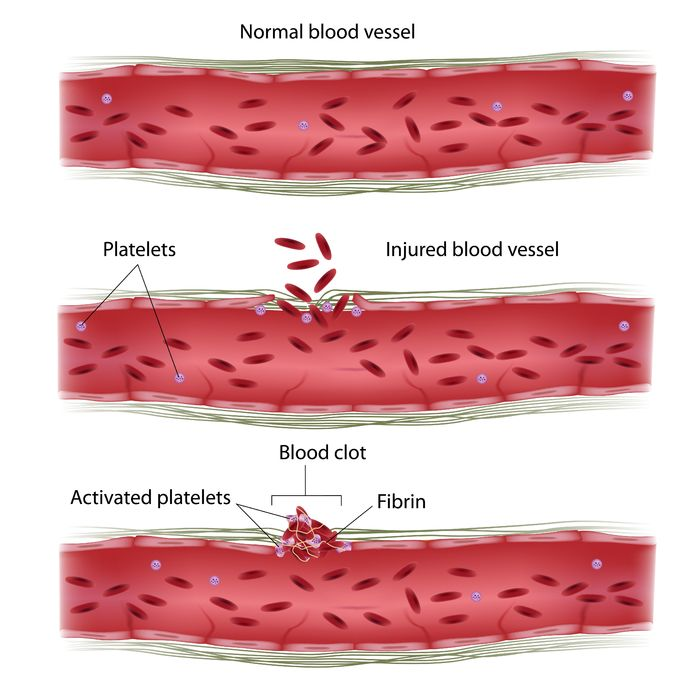 Normal blood vessel
Platelets
Injured blood vessel
Blood clot
Activated platelets
Fibrin